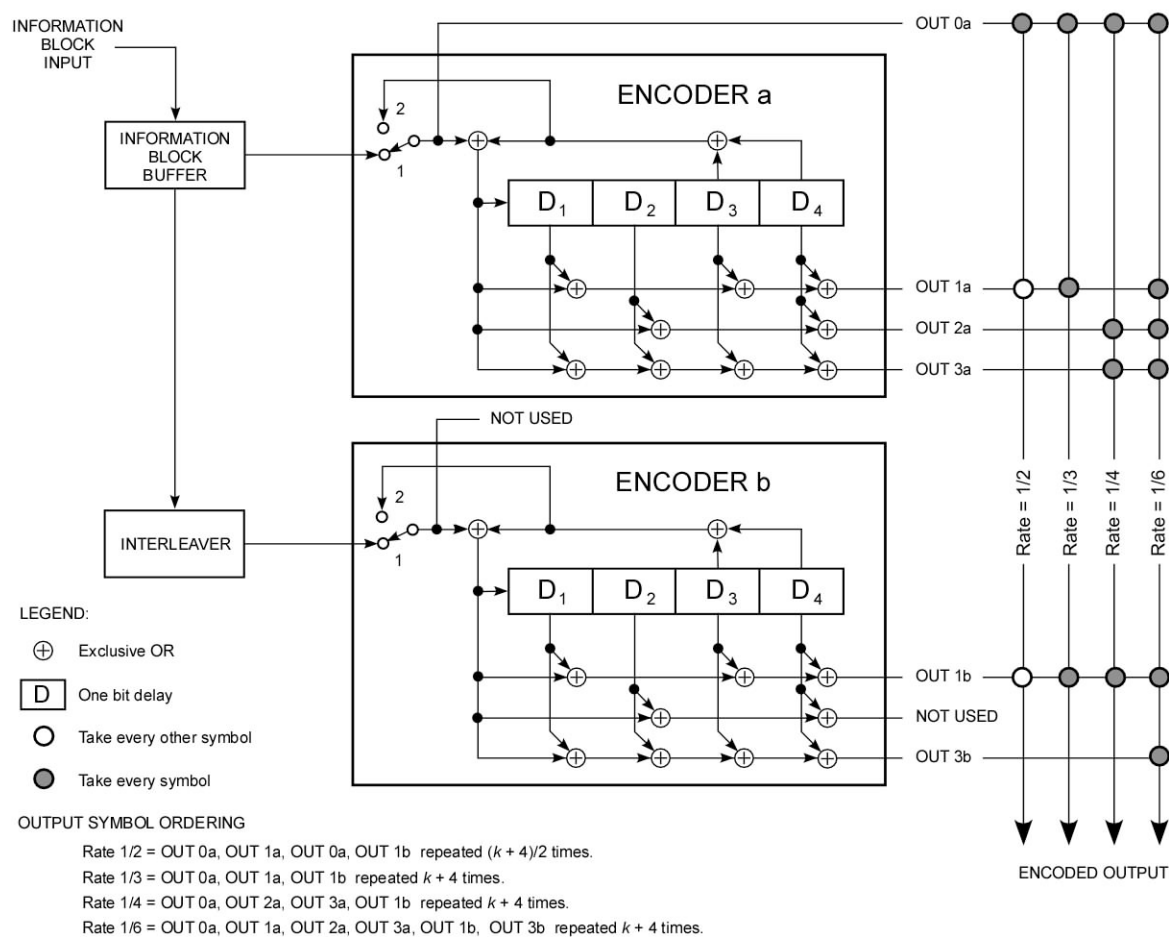 INFORMATION
BLOCK
INPUT
OUT 0a
ENCODER a
2
1
INFORMATION
BLOCK
BUFFER
D1 D2 D3 D4
OUT 1a
OUT 2a
OUT 3a
NOT USED
ENCODER b
2
1
INTERLEAVER
D1 D2 D3 D4
Rate = 1/2
Rate = 1/3
Rate = 1/4
Rate = 1/6
OUT 1b
NOT USED
OUT 3b
LEGEND:
Exclusive OR
D One bit delay
Take every other symbol
Take every symbol
ENCODED OUTPUT
OUTPUT SYMBOL ORDERING
Rate 1/2 = OUT 0a, OUT 1a, OUT 0a, OUT 1b repeated (k + 4)/2 times.
Rate 1/3 = OUT 0a, OUT 1a, OUT 1b repeated k + 4 times.
Rate 1/4 = OUT 0a, OUT 2a, OUT 3a, OUT 1b repeated k + 4 times.
Rate 1/6 = OUT 0a, OUT 1a, OUT 2a, OUT 3a, OUT 1b, OUT 3b repeated k + 4 times.